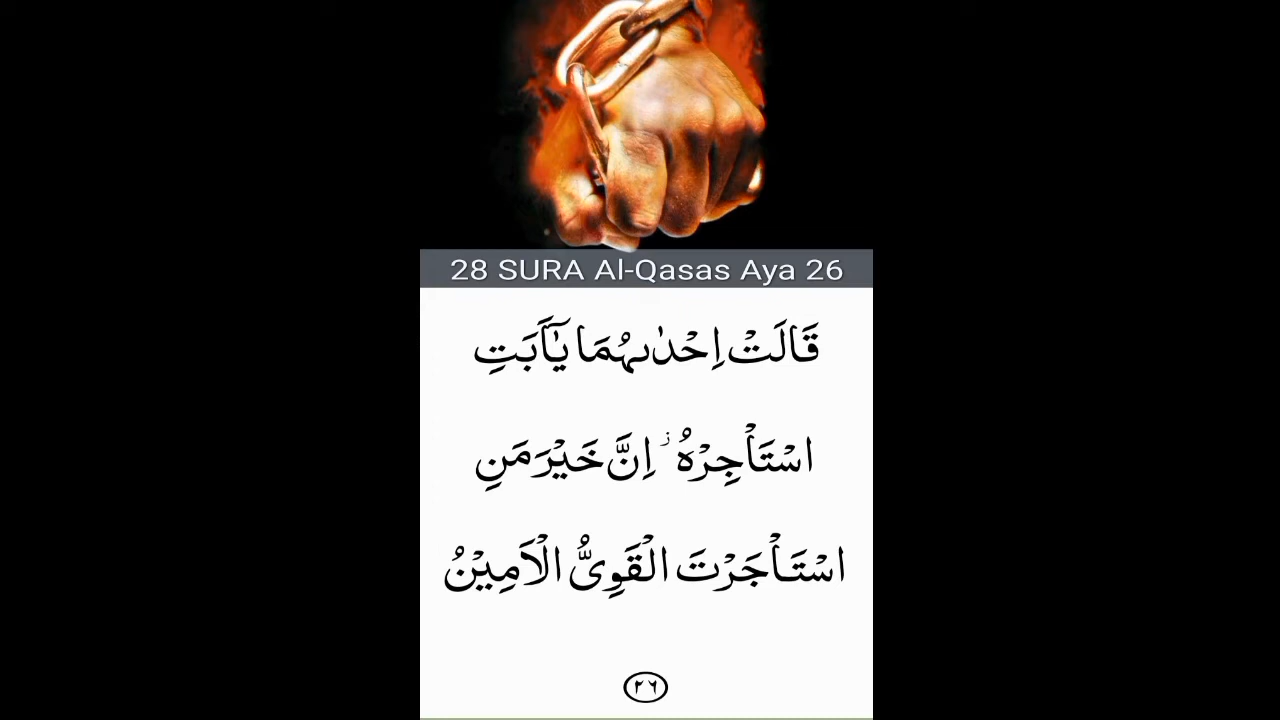 28 SURA Al-Qasas Aya 26
قَالَتْ اِحْدٰىهُمَا يٰۤاَبَتِ
اسْتَاْجِرْهُ ؗ اِنَّ خَيْرَ مَنِ
اسْتَاْجَرْتَ الْقَوِىُّ الْاَمِيْنُ
٢٦